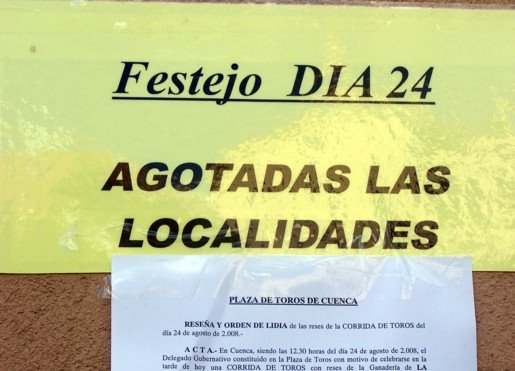 Festejo DIA 24
AGOTADAS LAS
LOCALIDADES
PLAZA DE TOROS DE CUENCA
RESEÑA Y ORDEN DE LIDIA de las reses de la CORRIDA DE TOROS del
día 24 de agosto de 2.008.-
A C T A.- En Cuenca, siendo las 12,30 horas del día 24 de agosto de 2.008, el
Delegado Gubernativo constituido en la Plaza de Toros con motivo de celebrarse en la
tarde de hoy una CORRIDA DE TOROS con reses de la Ganadería de LA